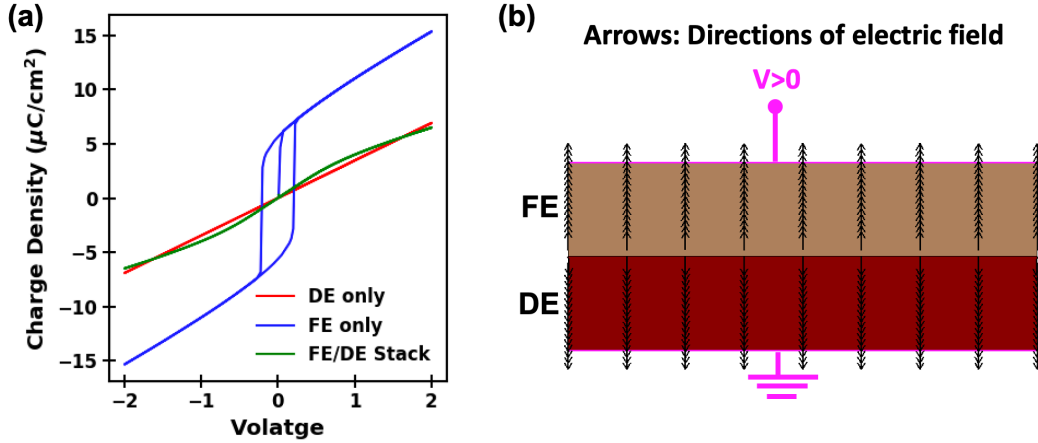 (a)
Charge Density (μC/cm²)
15
10
5
0
−5
−10
−15
DE only
FE only
FE/DE Stack
−2
−1
0
1
2
Volatge
(b)
Arrows: Directions of electric field
V>0
FE
DE